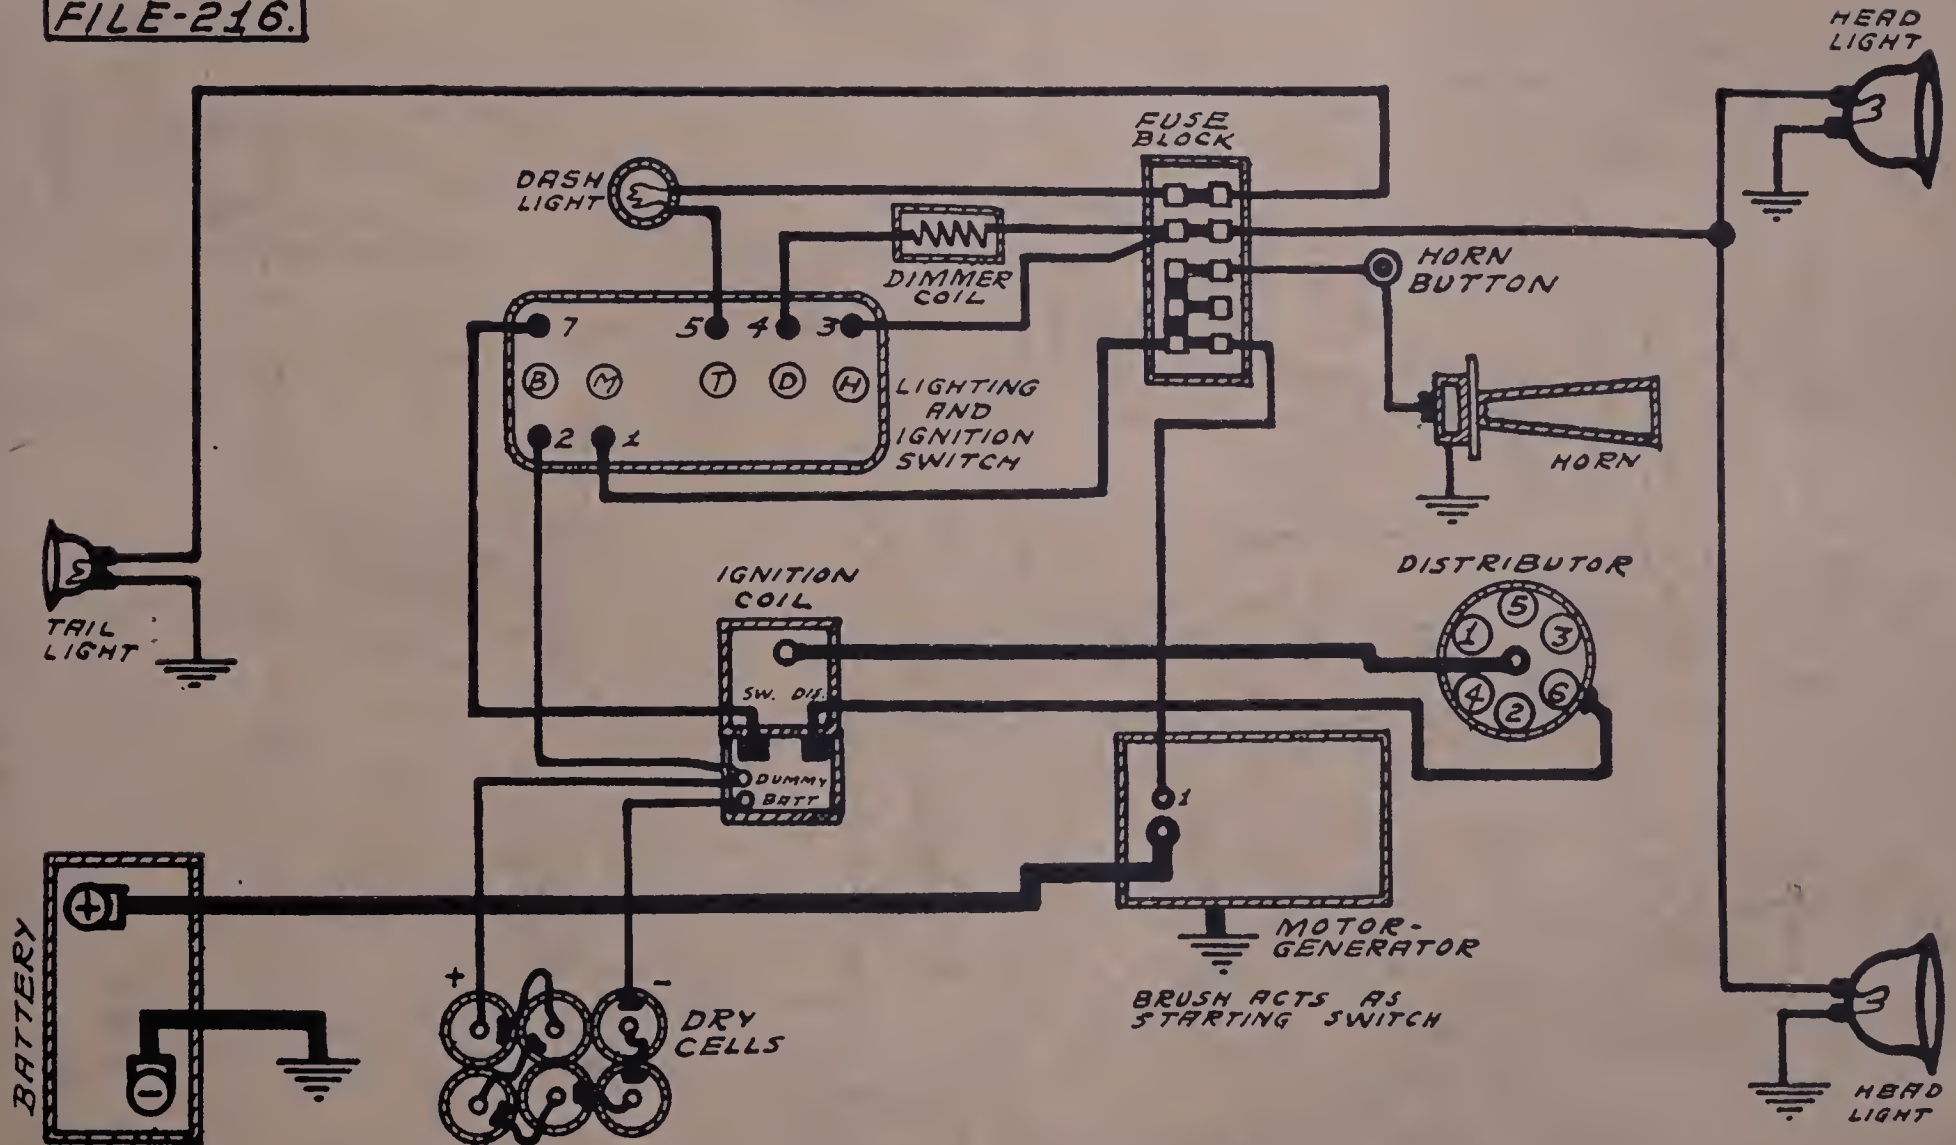 FILE-216.
HEAD
LIGHT
FUSE
BLOCK
DASH
LIGHT
DIMMER
COIL
HORN
BUTTON
7 5 4 3
B M T D H
2 1
LIGHTING
AND
IGNITION
SWITCH
HORN
TAIL
LIGHT
IGNITION
COIL
SW. DIS.
DUMMY
BATT
DISTRIBUTOR
5
1 3
4 6
2
1
MOTOR-
GENERATOR
BRUSH ACTS AS
STARTING SWITCH
BATTERY
+
-
+ -
DRY
CELLS
HEAD
LIGHT